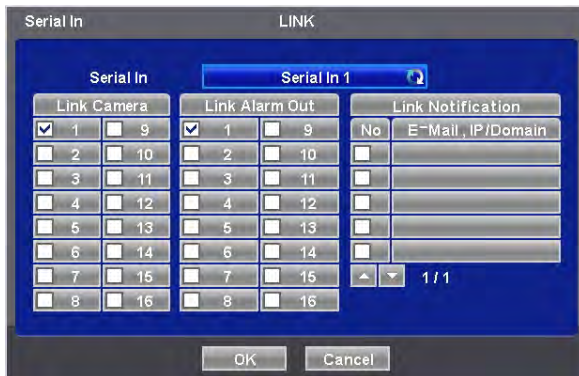 Serial In LINK
Serial In Serial In 1
Link Camera Link Alarm Out Link Notification
1 9 1 9 No E-Mail , IP/Domain
2 10 2 10
3 11 3 11
4 12 4 12
5 13 5 13
6 14 6 14
7 15 7 15 1 / 1
8 16 8 16
OK Cancel